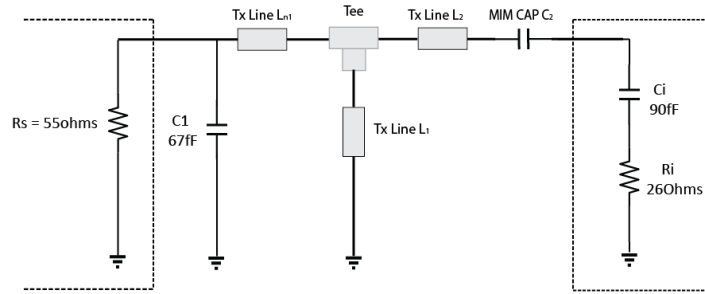 Tx Line Ln1
Tee
Tx Line L2
MIM CAP C2
Rs = 55ohms
C1
67fF
Tx Line L1
Ci
90fF
Ri
26Ohms